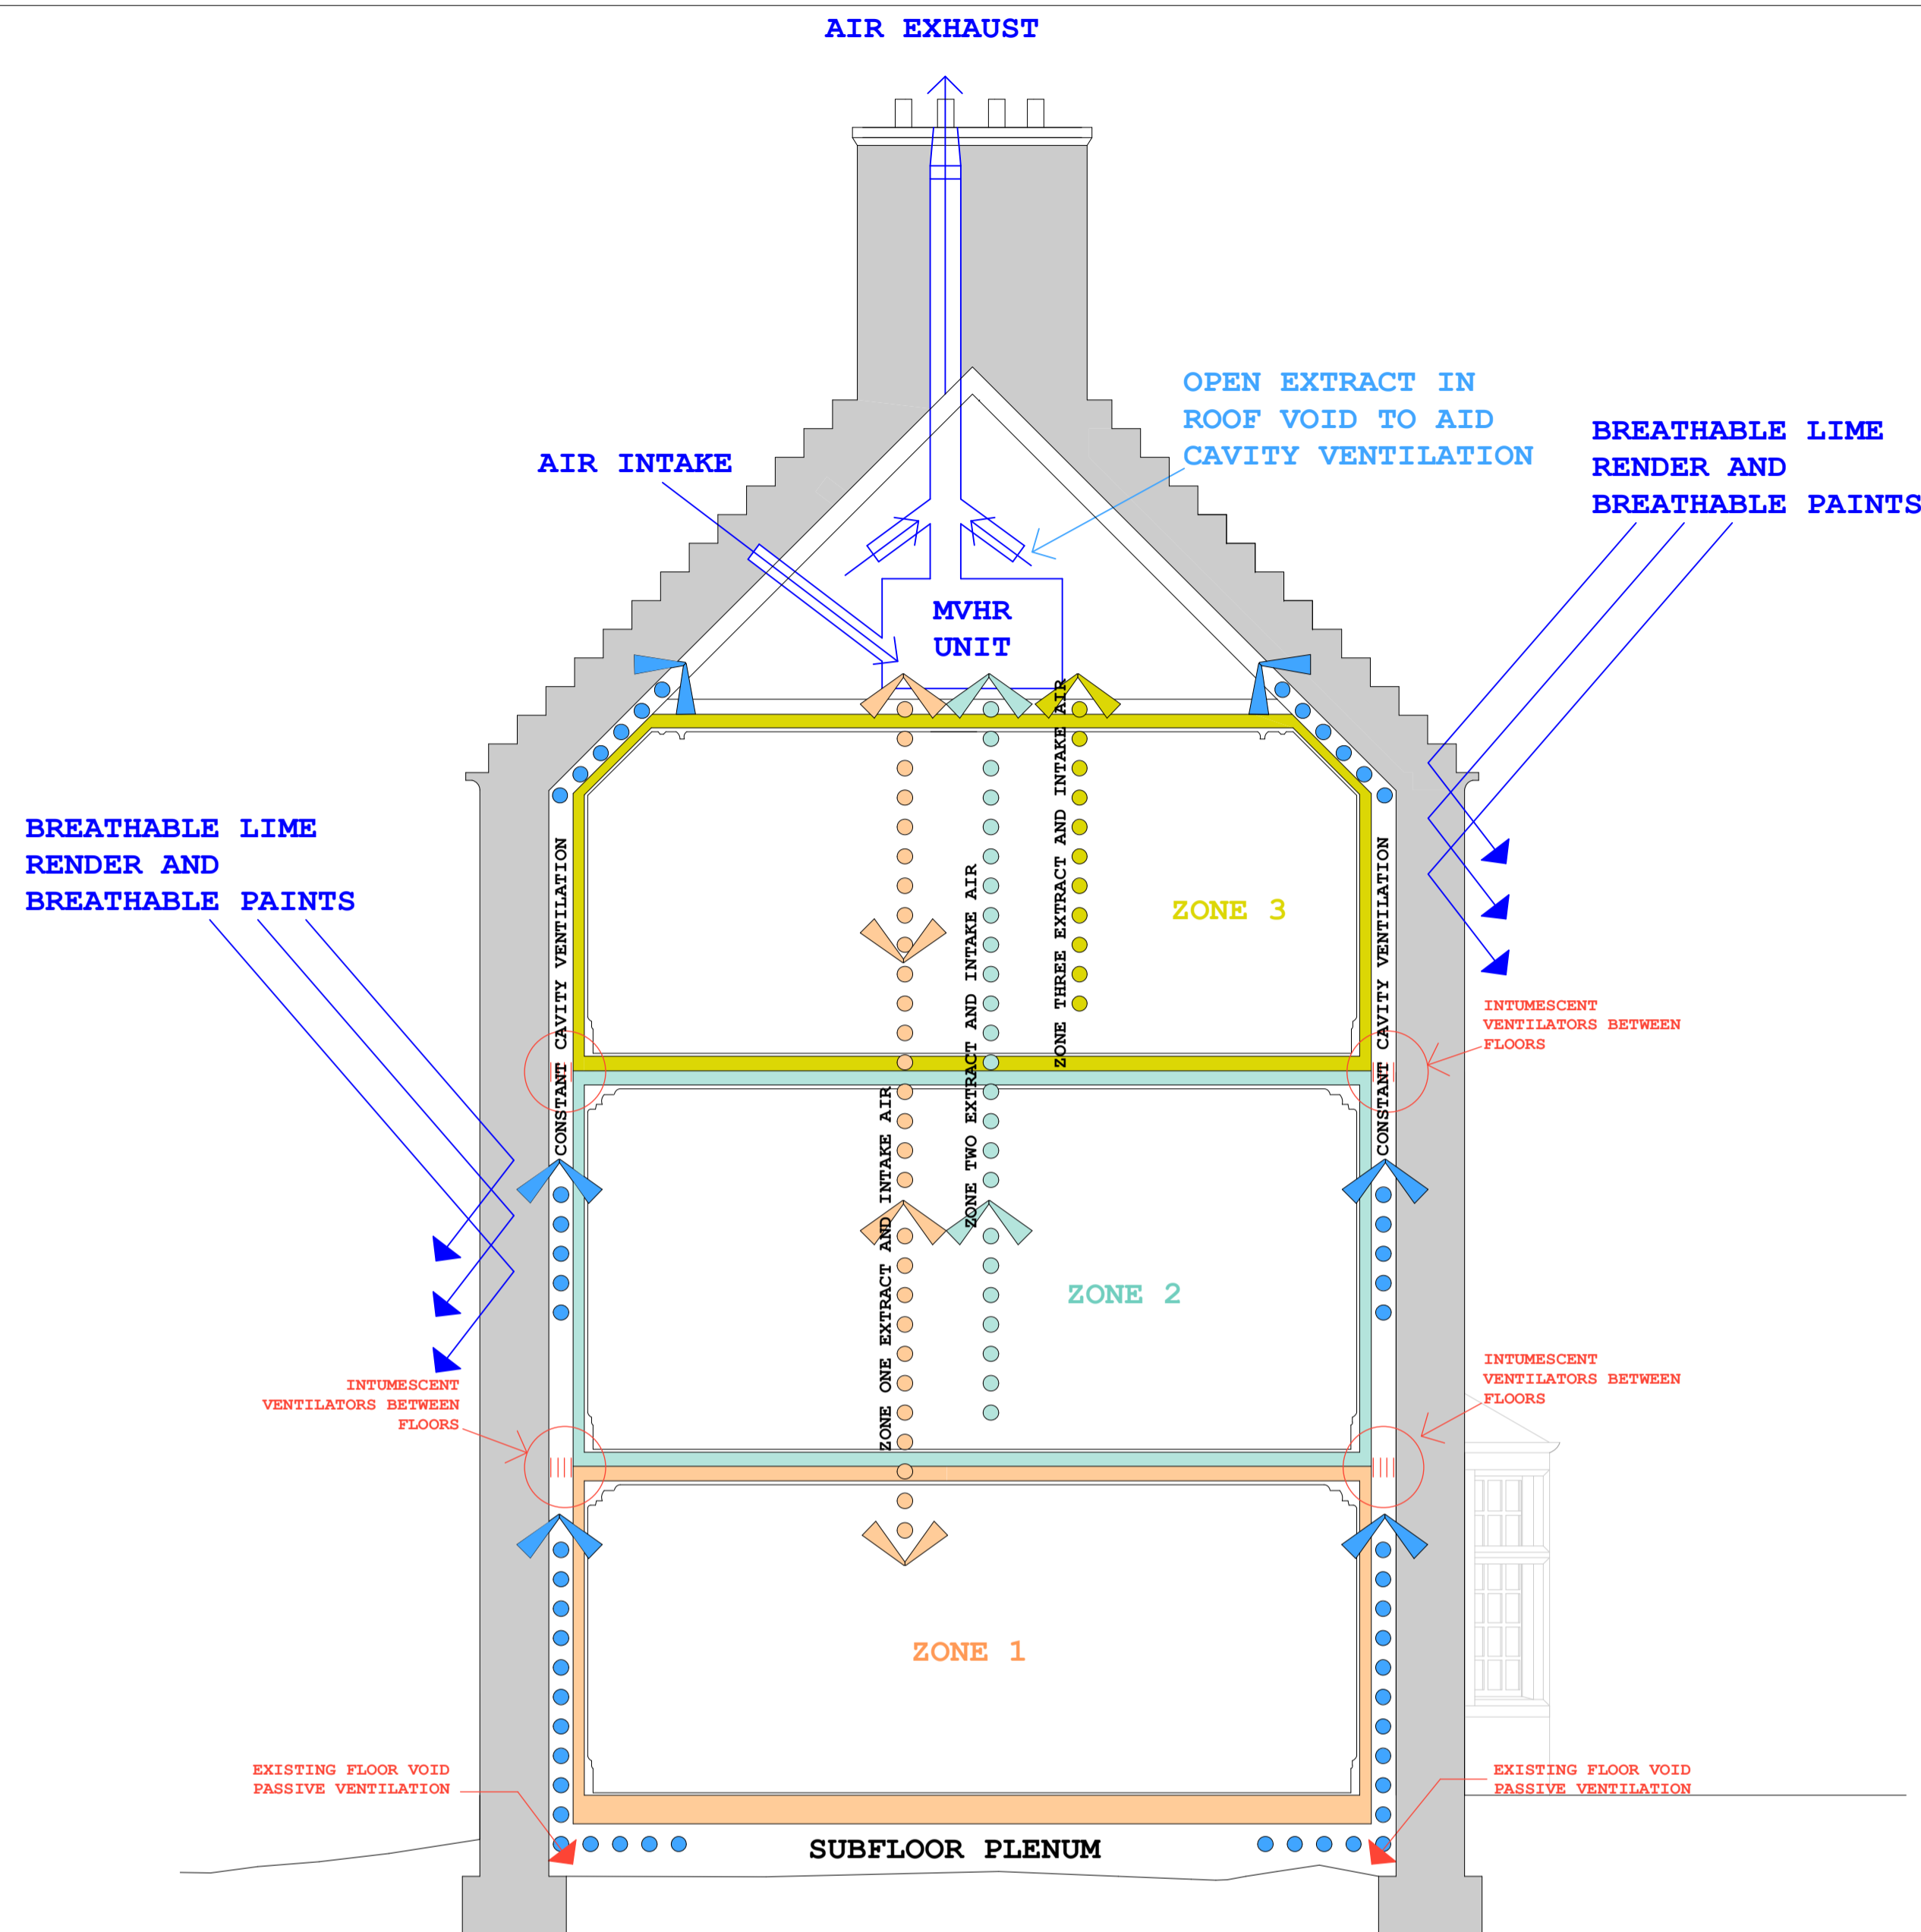 AIR EXHAUST
OPEN EXTRACT IN
ROOF VOID TO AID
CAVITY VENTILATION
AIR INTAKE
BREATHABLE LIME
RENDER AND
BREATHABLE PAINTS
MVHR
UNIT
BREATHABLE LIME
RENDER AND
BREATHABLE PAINTS
CONSTANT CAVITY VENTILATION
ZONE ONE EXTRACT AND INTAKE AIR
ZONE TWO EXTRACT AND INTAKE AIR
ZONE THREE EXTRACT AND INTAKE AIR
ZONE 3
CONSTANT CAVITY VENTILATION
INTUMESCENT
VENTILATORS BETWEEN
FLOORS
ZONE 2
INTUMESCENT
VENTILATORS BETWEEN
FLOORS
INTUMESCENT
VENTILATORS BETWEEN
FLOORS
ZONE 1
EXISTING FLOOR VOID
PASSIVE VENTILATION
EXISTING FLOOR VOID
PASSIVE VENTILATION
SUBFLOOR PLENUM